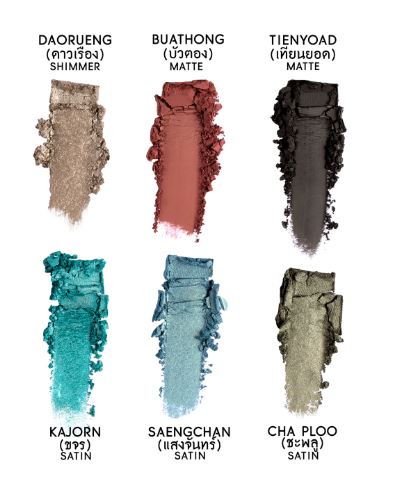 DAORUENG
(ดาวเรือง)
SHIMMER
BUATHONG
(บัวตอง)
MATTE
TIENYOAD
(เทียนยอด)
MATTE
KAJORN
(ขจร)
SATIN
SAENGCHAN
(แสงจันทร์)
SATIN
CHA PLOO
(ชะพลู)
SATIN